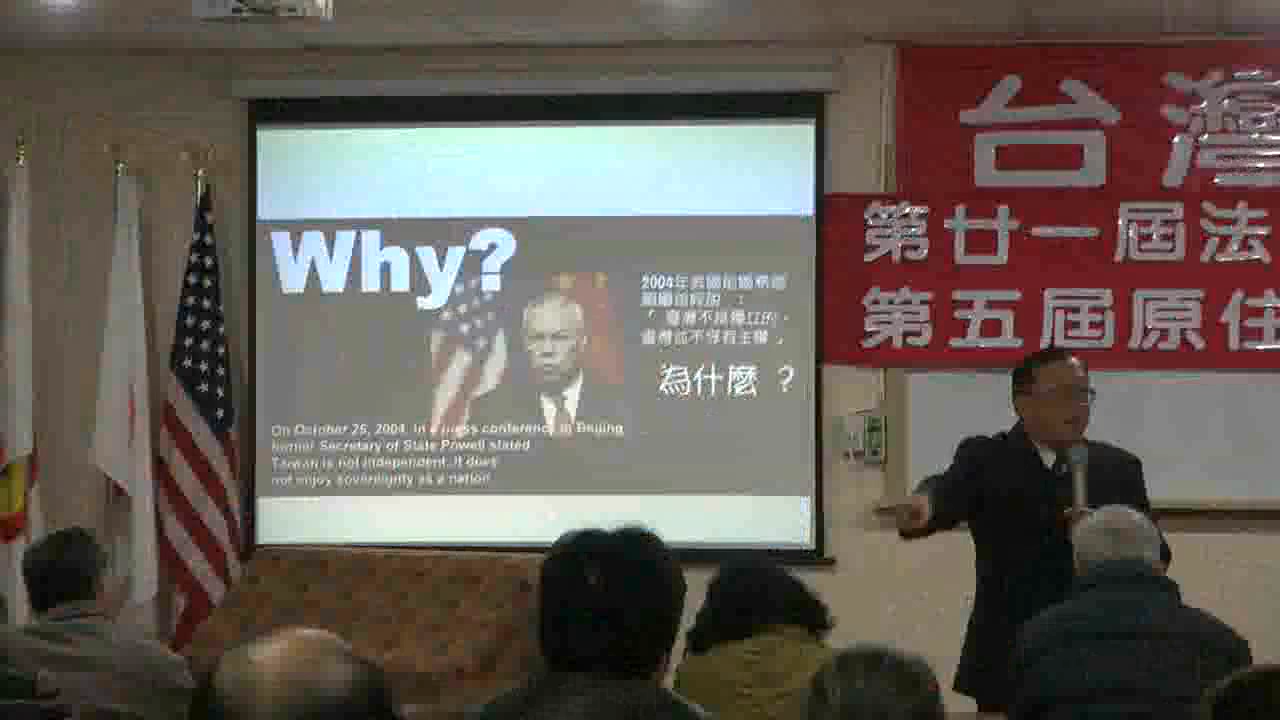 Why?
2004年美國前國務卿
鮑爾曾經說 :
「 臺灣不是獨立的,
臺灣也不享有主權 」
為什麼 ?
On October 25, 2004, in a press conference in Beijing
former Secretary of State Powell stated
Taiwan is not independent. It does
not enjoy sovereignty as a nation
台灣
第廿一屆法
第五屆原住